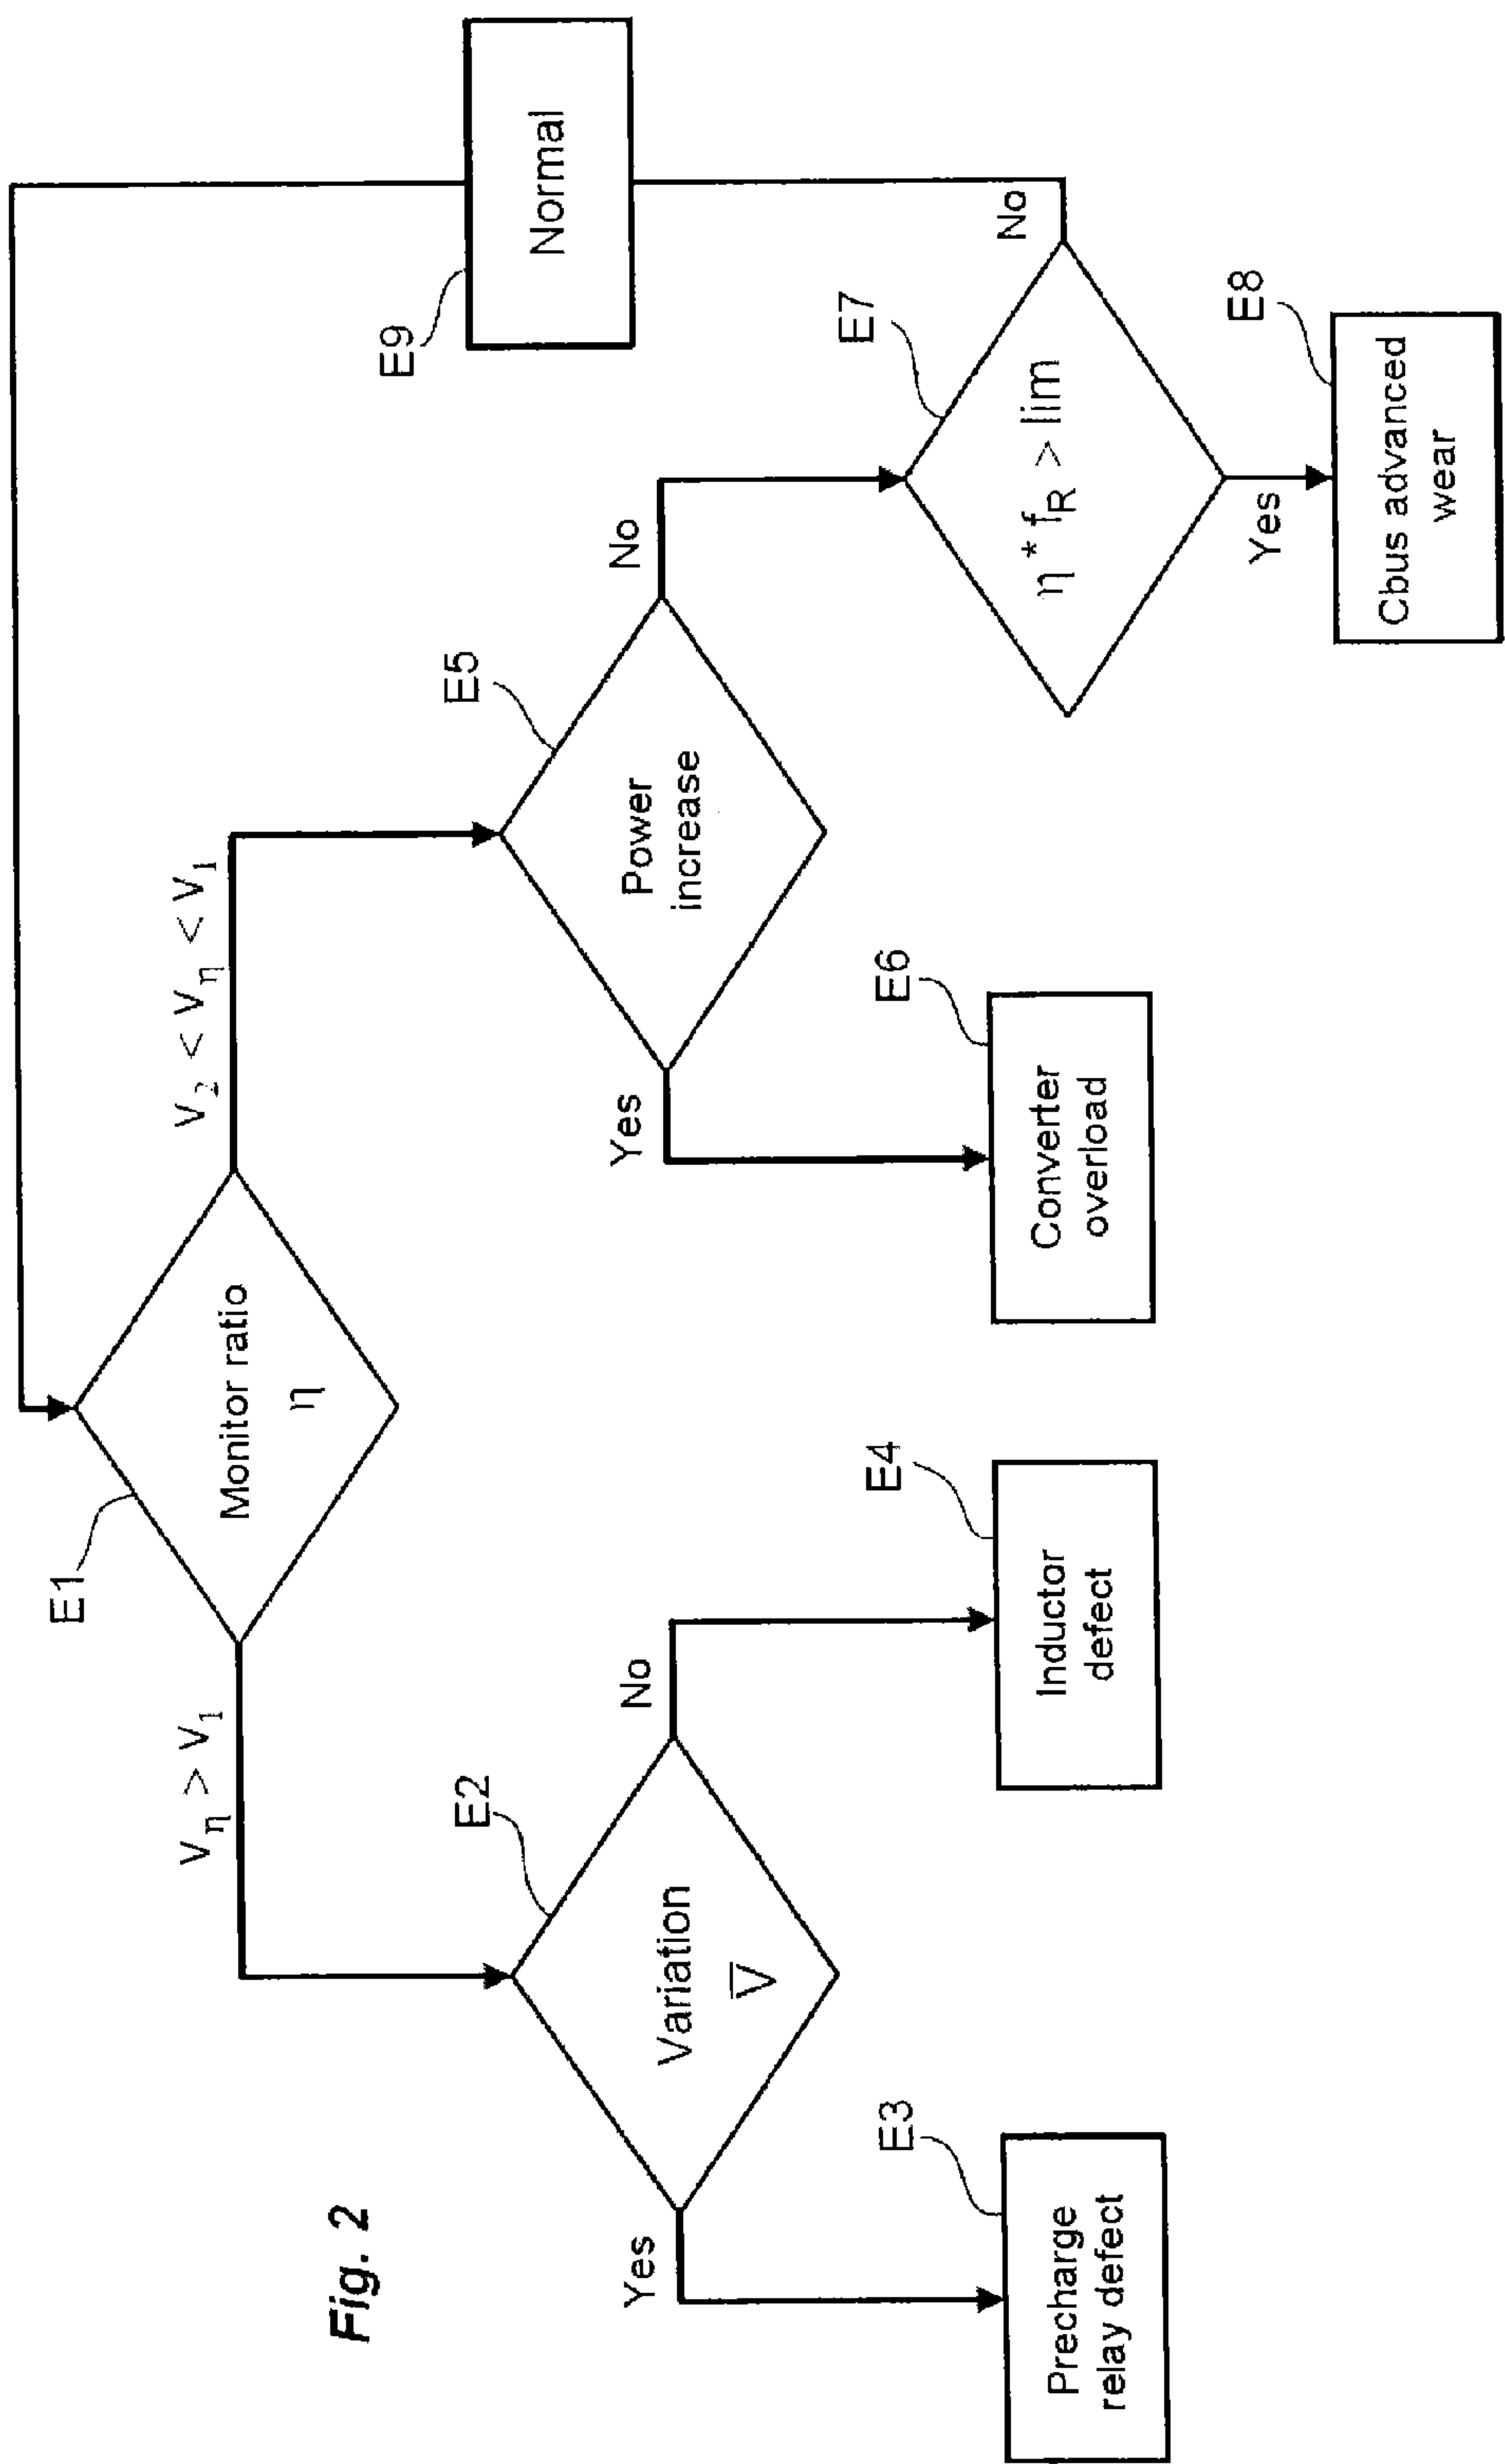 Fig. 2
E1
Monitor ratio
η
Vη > V1
V2 < Vη < V1
E2
Variation
V̅
Yes
No
E3
Precharge
relay defect
E4
Inductor
defect
E5
Power
increase
Yes
No
E6
Converter
overload
E7
η * fR > lim
Yes
No
E8
Cbus advanced
wear
E9
Normal